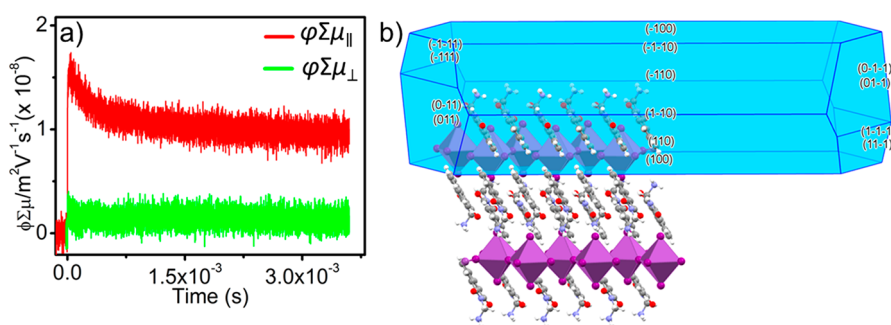 a)
φΣμ∥
φΣμ⊥
2
1
0
ϕΣμ/m²V⁻¹s⁻¹(x 10⁻⁸)
0.0
1.5x10⁻³
3.0x10⁻³
Time (s)
b)
(-100)
(-1-11)
(-1-10)
(-111)
(0-1-1)
(-110)
(01-1)
(0-11)
(011)
(1-10)
(1-1-1)
(110)
(11-1)
(100)